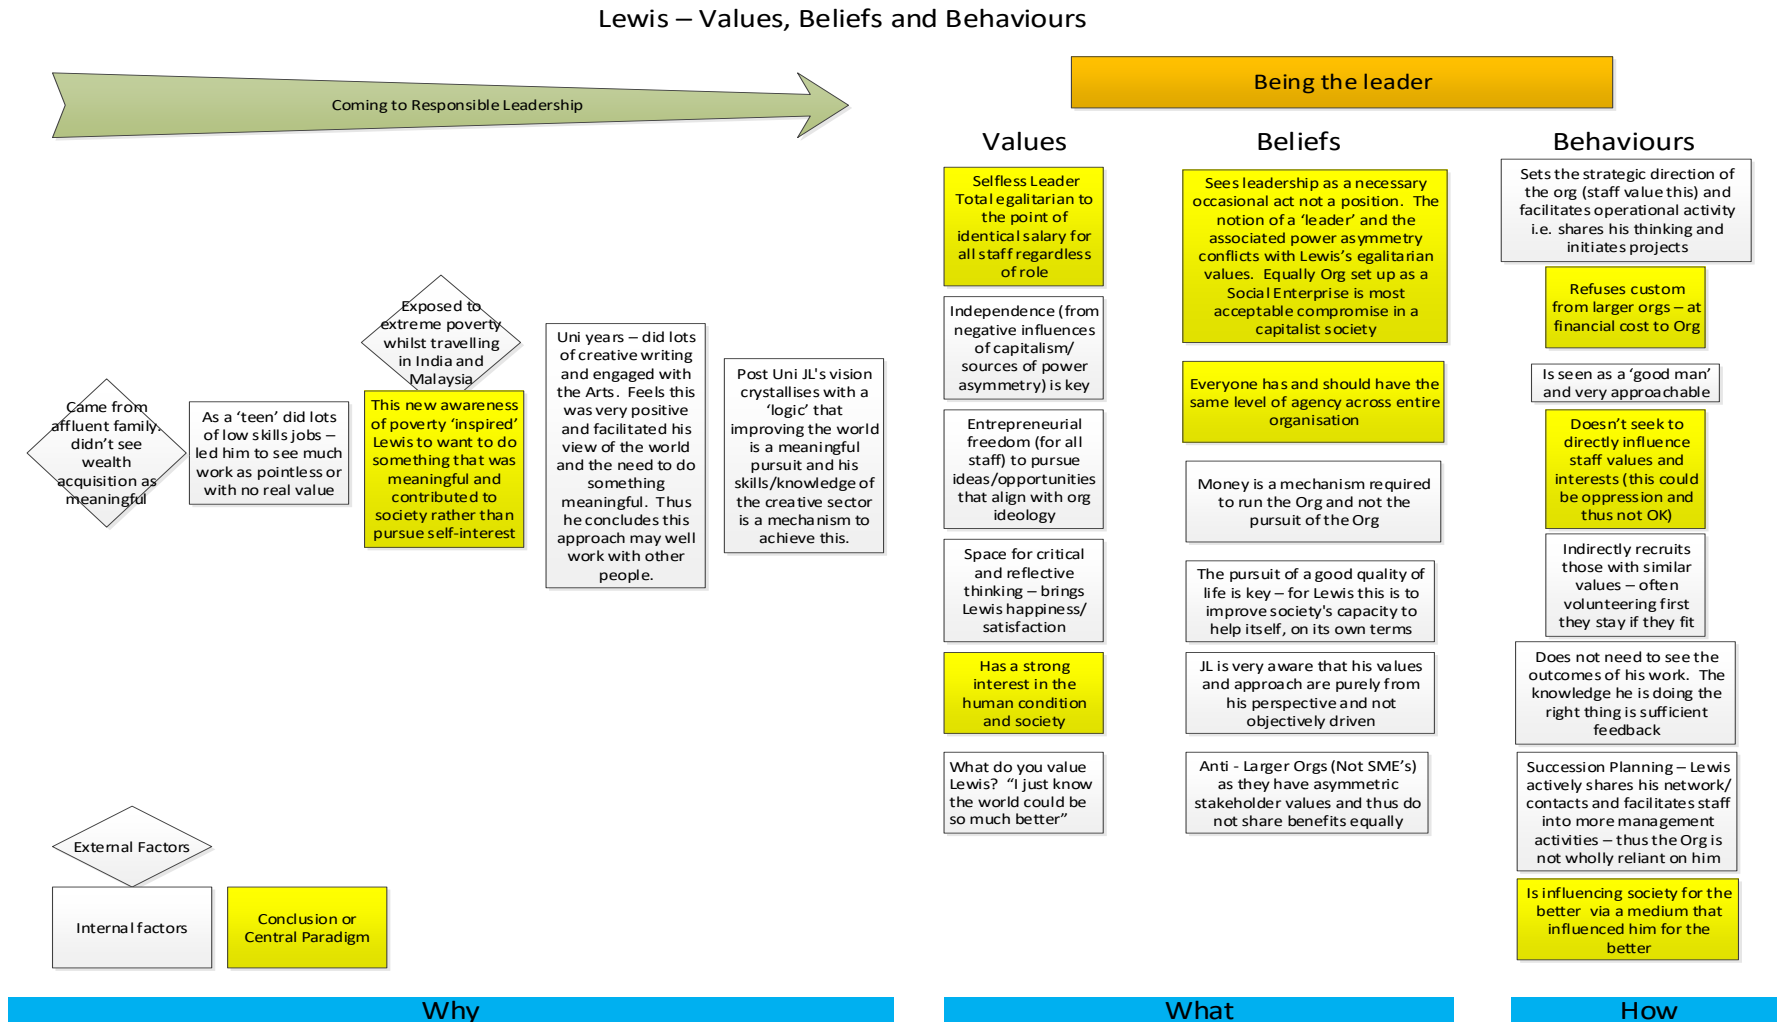 Lewis – Values, Beliefs and Behaviours
Coming to Responsible Leadership
Came from
affluent family.
didn't see
wealth
acquisition as
meaningful
As a ‘teen’ did lots
of low skills jobs –
led him to see much
work as pointless or
with no real value
Exposed to
extreme poverty
whilst travelling
in India and
Malaysia
This new awareness
of poverty ‘inspired’
Lewis to want to do
something that was
meaningful and
contributed to
society rather than
pursue self-interest
Uni years – did lots
of creative writing
and engaged with
the Arts.  Feels this
was very positive
and facilitated his
view of the world
and the need to do
something
meaningful.  Thus
he concludes this
approach may well
work with other
people.
Post Uni JL's vision
crystallises with a
‘logic’ that
improving the world
is a meaningful
pursuit and his
skills/knowledge of
the creative sector
is a mechanism to
achieve this.
External Factors
Internal factors
Conclusion or
Central Paradigm
Why
Being the leader
Values
Selfless Leader
Total egalitarian to
the point of
identical salary for
all staff regardless
of role
Independence (from
negative influences
of capitalism/
sources of power
asymmetry) is key
Entrepreneurial
freedom (for all
staff) to pursue
ideas/opportunities
that align with org
ideology
Space for critical
and reflective
thinking – brings
Lewis happiness/
satisfaction
Has a strong
interest in the
human condition
and society
What do you value
Lewis?  “I just know
the world could be
so much better”
Beliefs
Sees leadership as a necessary
occasional act not a position.  The
notion of a ‘leader’ and the
associated power asymmetry
conflicts with Lewis’s egalitarian
values.  Equally Org set up as a
Social Enterprise is most
acceptable compromise in a
capitalist society
Everyone has and should have the
same level of agency across entire
organisation
Money is a mechanism required
to run the Org and not the
pursuit of the Org
The pursuit of a good quality of
life is key – for Lewis this is to
improve society's capacity to
help itself, on its own terms
JL is very aware that his values
and approach are purely from
his perspective and not
objectively driven
Anti - Larger Orgs (Not SME’s)
as they have asymmetric
stakeholder values and thus do
not share benefits equally
What
Behaviours
Sets the strategic direction of
the org (staff value this) and
facilitates operational activity
i.e. shares his thinking and
initiates projects
Refuses custom
from larger orgs – at
financial cost to Org
Is seen as a ‘good man’
and very approachable
Doesn’t seek to
directly influence
staff values and
interests (this could
be oppression and
thus not OK)
Indirectly recruits
those with similar
values – often
volunteering first
they stay if they fit
Does not need to see the
outcomes of his work.  The
knowledge he is doing the
right thing is sufficient
feedback
Succession Planning – Lewis
actively shares his network/
contacts and facilitates staff
into more management
activities – thus the Org is
not wholly reliant on him
Is influencing society for the
better  via a medium that
influenced him for the
better
How